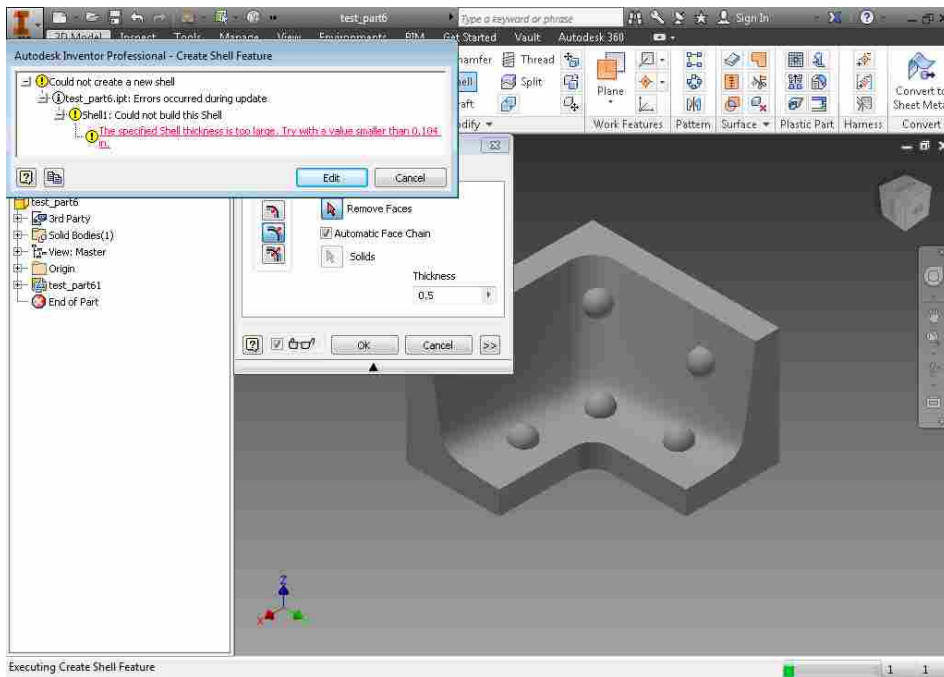 test_part6
Type a keyword or phrase
Sign In
3D Model Inspect Tools Manage View Environments BIM Get Started Vault Autodesk 360
Autodesk Inventor Professional - Create Shell Feature
Could not create a new shell
test_part6.ipt: Errors occurred during update
Shell1: Could not build this Shell
The specified Shell thickness is too large. Try with a value smaller than 0.104
in.
Edit Cancel
hamfer Thread
ell Split
aft
Plane
Convert to
Sheet Meta
dify Work Features Pattern Surface Plastic Part Harness Convert
test_part6
3rd Party
Solid Bodies(1)
View: Master
Origin
test_part61
End of Part
Remove Faces
Automatic Face Chain
Solids
Thickness
0.5
OK Cancel >>
Z
X
Executing Create Shell Feature
1 1